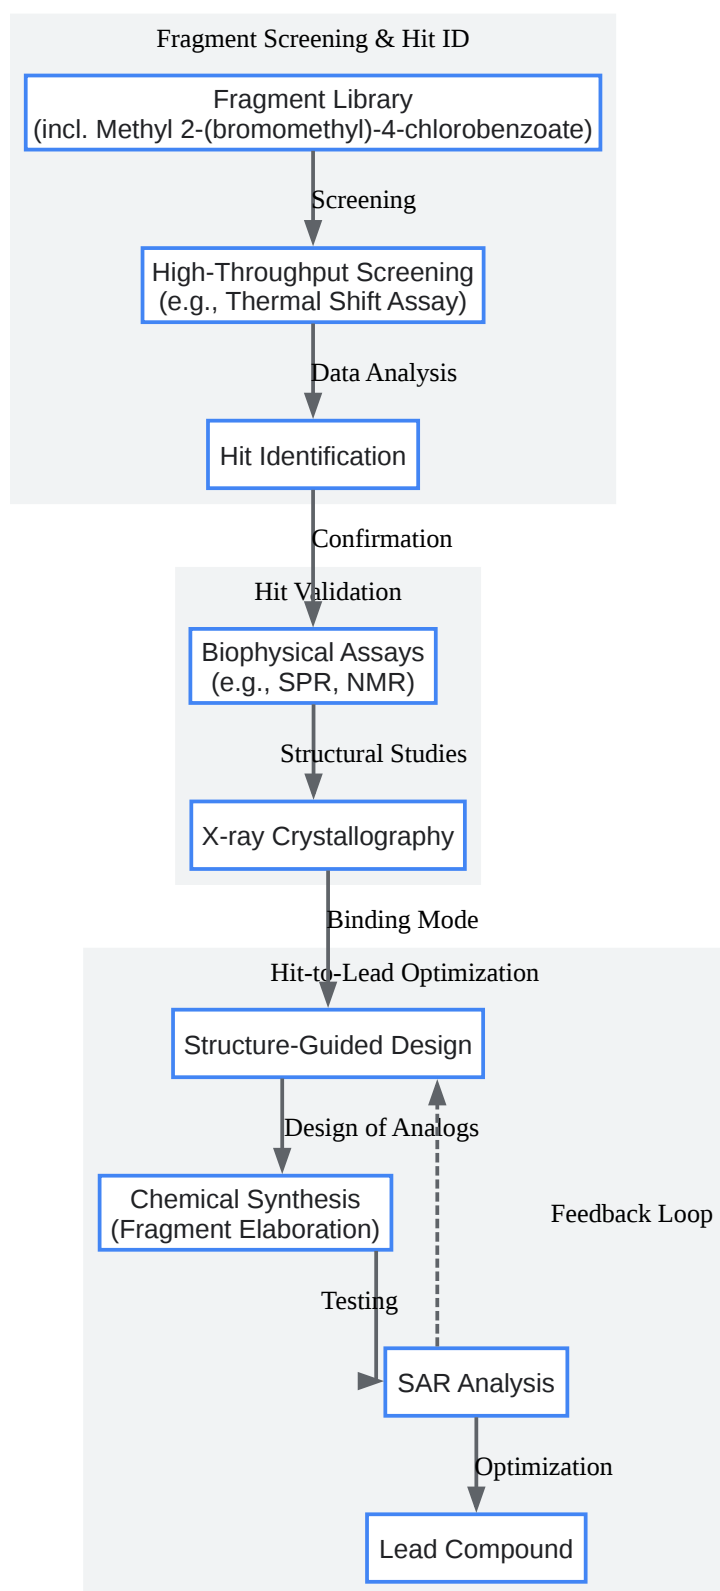 Fragment Screening & Hit ID
Fragment Library
(incl. Methyl 2-(bromomethyl)-4-chlorobenzoate)
Screening
High-Throughput Screening
(e.g., Thermal Shift Assay)
Data Analysis
Hit Identification
Confirmation
Hit Validation
Biophysical Assays
(e.g., SPR, NMR)
Structural Studies
X-ray Crystallography
Binding Mode
Hit-to-Lead Optimization
Structure-Guided Design
Design of Analogs
Chemical Synthesis
(Fragment Elaboration)
Feedback Loop
Testing
SAR Analysis
Optimization
Lead Compound